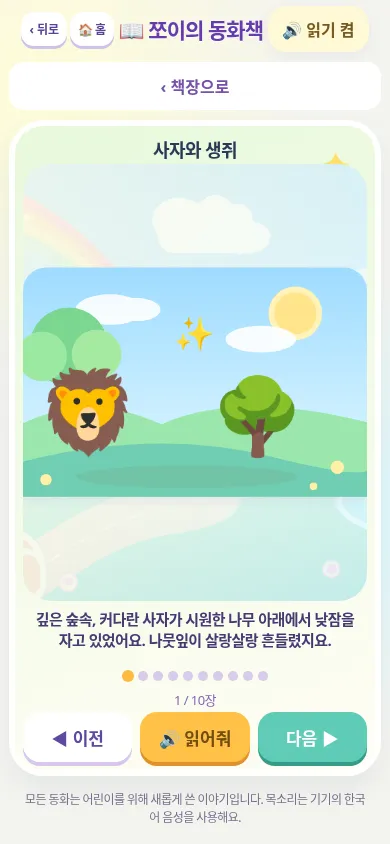 ‹ 뒤로 🏠 홈 📖 쪼이의 동화책 🔊 읽기 켬
‹ 책장으로
사자와 생쥐
깊은 숲속, 커다란 사자가 시원한 나무 아래에서 낮잠을
자고 있었어요. 나뭇잎이 살랑살랑 흔들렸지요.
1 / 10장
◀ 이전 🔊 읽어줘 다음 ▶
모든 동화는 어린이를 위해 새롭게 쓴 이야기입니다. 목소리는 기기의 한국
어 음성을 사용해요.